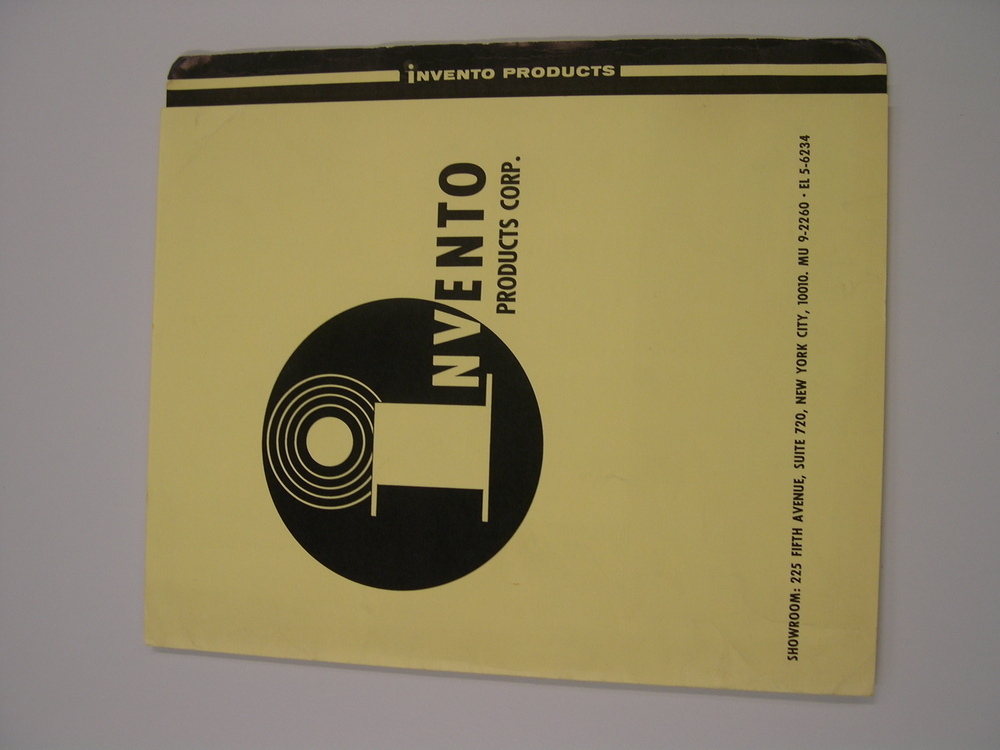 iNVENTO PRODUCTS
iNVENTO
PRODUCTS CORP.
SHOWROOM: 225 FIFTH AVENUE, SUITE 720, NEW YORK CITY, 10010. MU 9-2260 · EL 5-6234